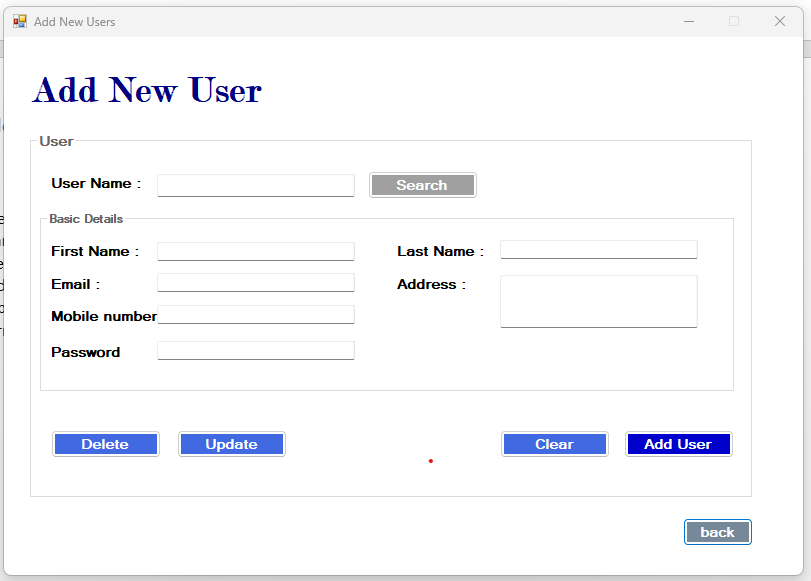 Add New Users
Add New User
User
User Name :
Search
Basic Details
First Name :
Last Name :
Email :
Address :
Mobile number
Password
Delete
Update
Clear
Add User
back